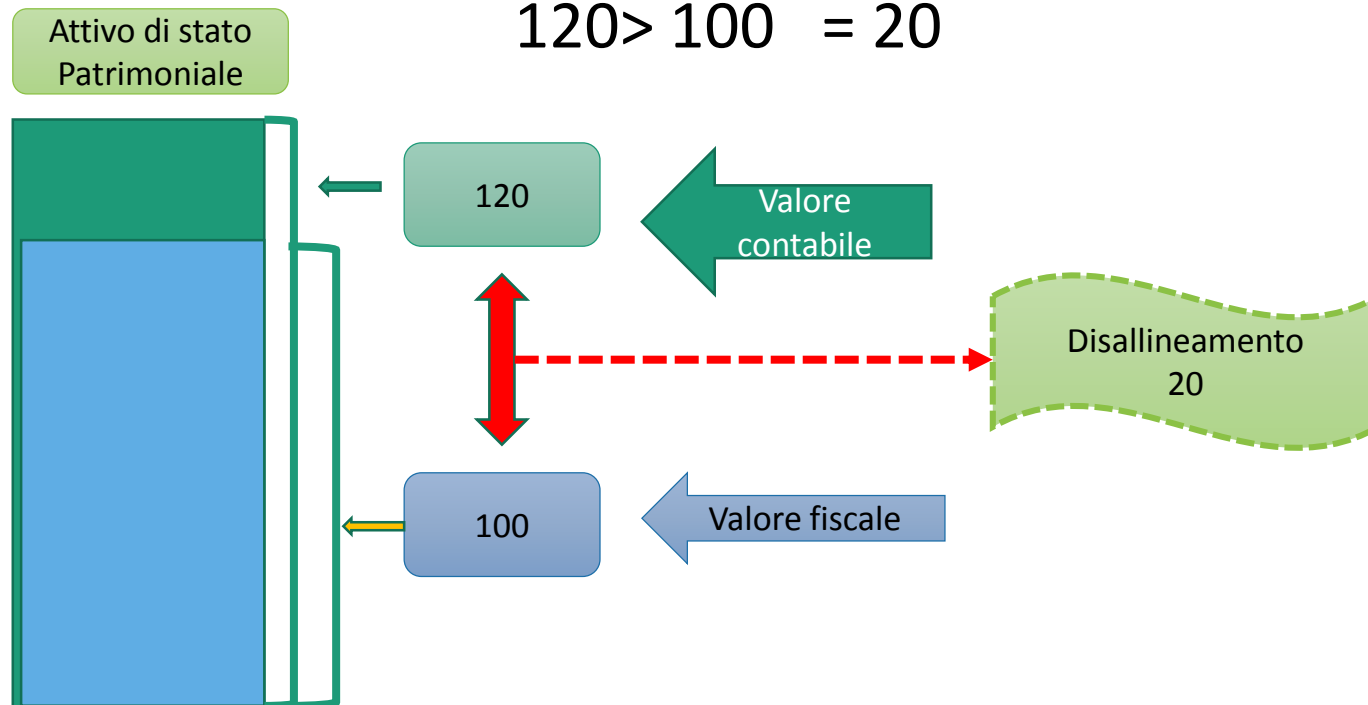 120> 100 = 20
Attivo di stato
Patrimoniale
120
Valore
contabile
Disallineamento
20
100
Valore fiscale